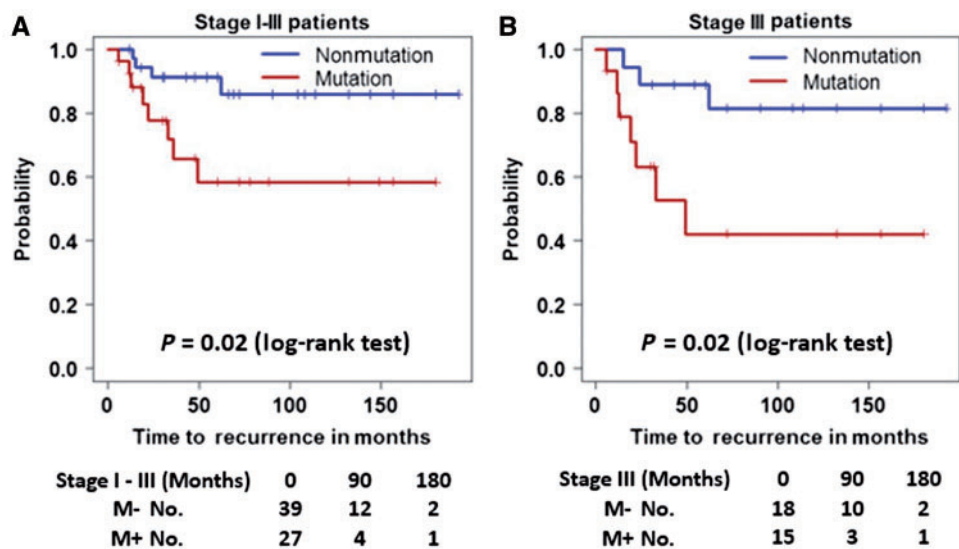 A
Stage I-III patients
Nonmutation
Mutation
Probability
1.0
0.8
0.6
0.4
0.2
0.0
P = 0.02 (log-rank test)
0 50 100 150
Time to recurrence in months
Stage I - III (Months) 0 90 180
M- No. 39 12 2
M+ No. 27 4 1
B
Stage III patients
Nonmutation
Mutation
Probability
1.0
0.8
0.6
0.4
0.2
0.0
P = 0.02 (log-rank test)
0 50 100 150
Time to recurrence in months
Stage III (Months) 0 90 180
M- No. 18 10 2
M+ No. 15 3 1